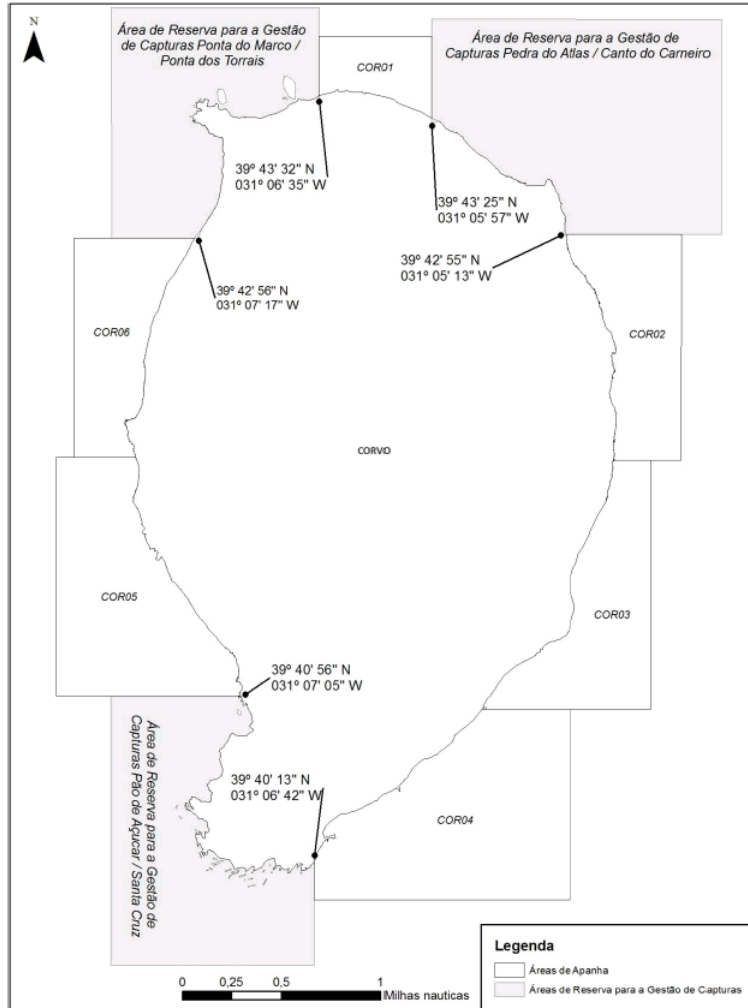 N
Área de Reserva para a Gestão
de Capturas Ponta do Marco /
Ponta dos Torrais
COR01
Área de Reserva para a Gestão de
Capturas Pedra do Atlas / Canto do Carneiro
39º 43' 32" N
031º 06' 35" W
39º 43' 25" N
031º 05' 57" W
39º 42' 55" N
031º 05' 13" W
39º 42' 56" N
031º 07' 17" W
COR06
COR02
CORVO
COR05
COR03
39º 40' 56" N
031º 07' 05" W
Área de Reserva para a Gestão de
Capturas Pão de Açucar / Santa Cruz
39º 40' 13" N
031º 06' 42" W
COR04
Legenda
Áreas de Apanha
Áreas de Reserva para a Gestão de Capturas
0 0,25 0,5 1
Milhas nauticas